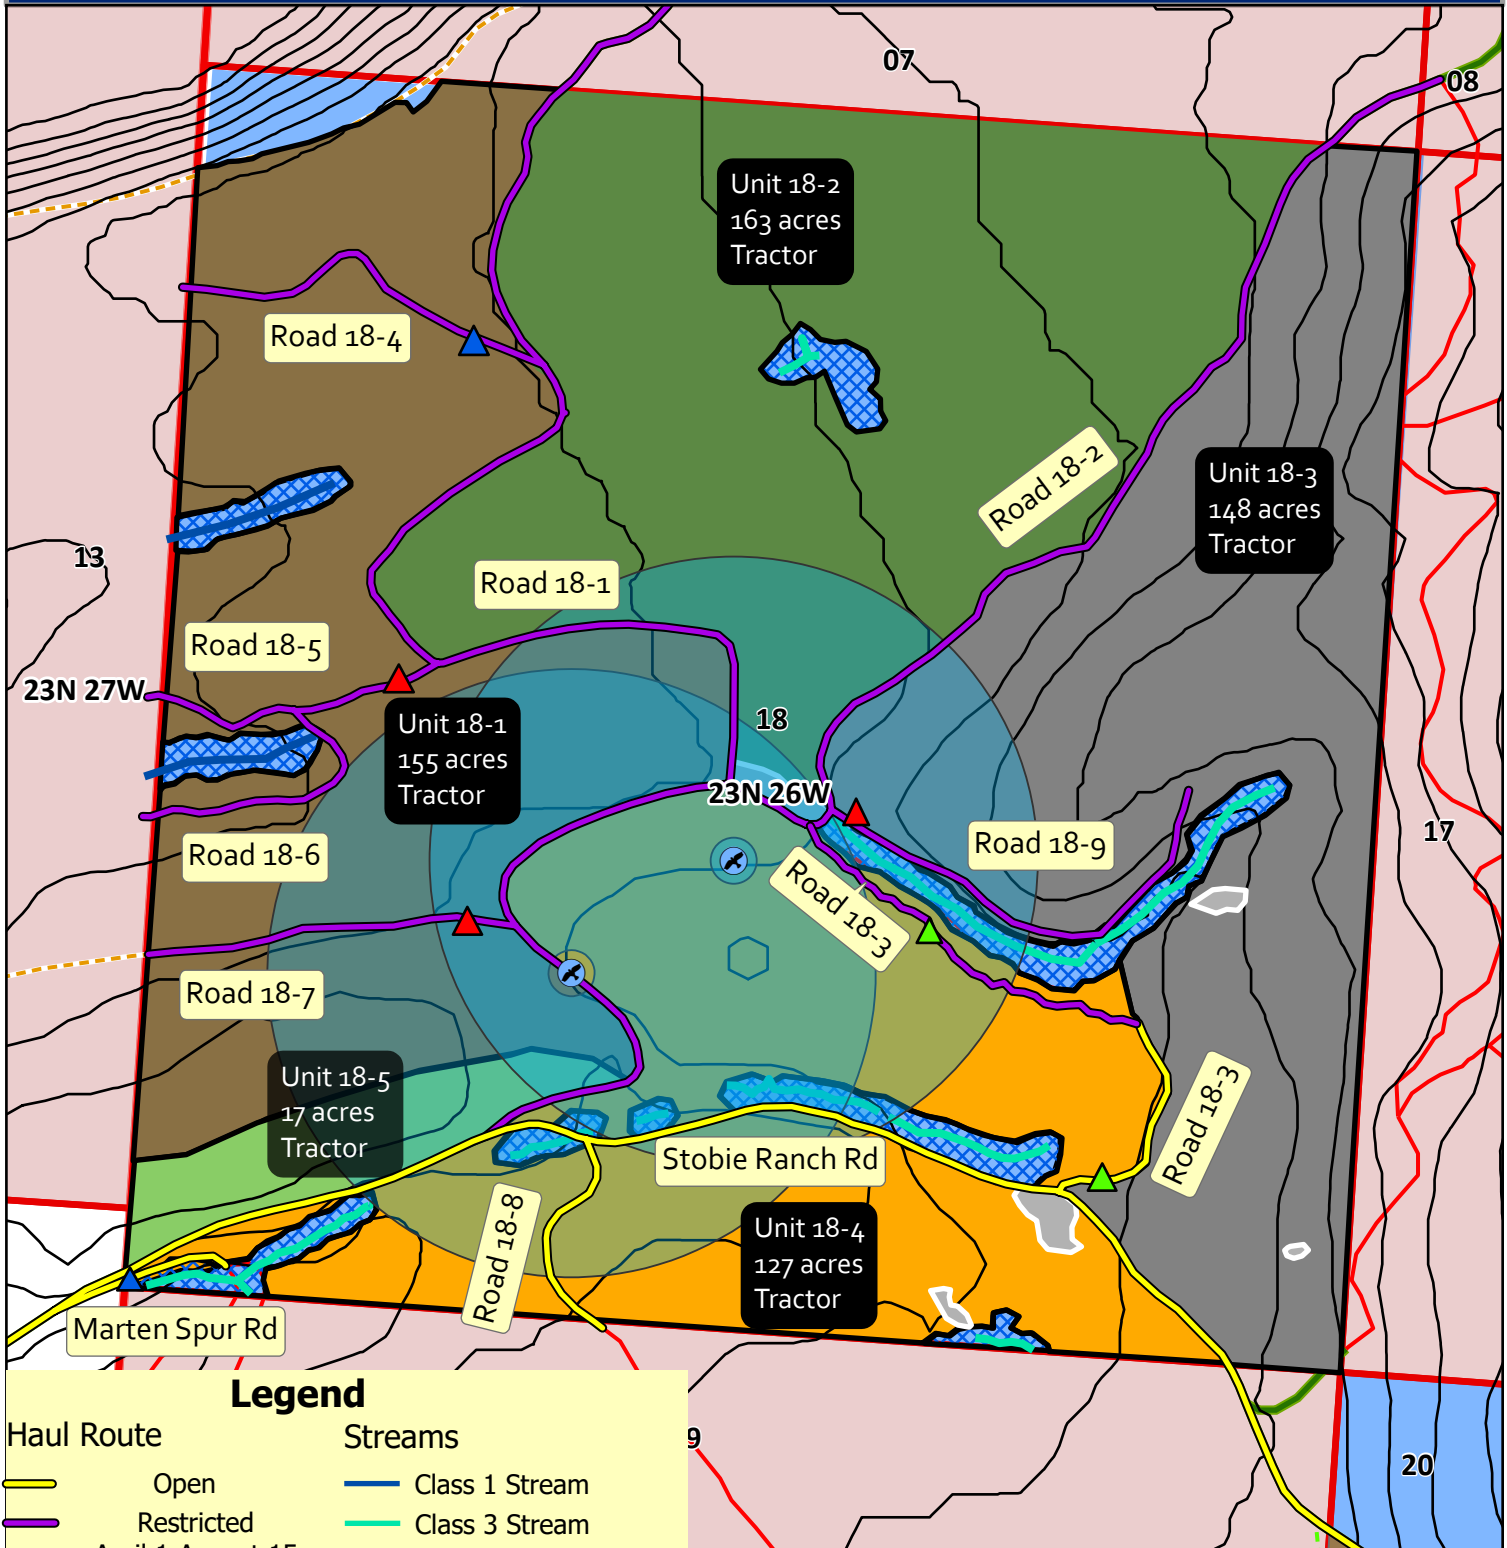 07
08
Unit 18-2
163 acres
Tractor
Road 18-4
Road 18-2
Unit 18-3
148 acres
Tractor
13
Road 18-1
Road 18-5
23N 27W
18
Unit 18-1
155 acres
Tractor
23N 26W
17
Road 18-6
Road 18-9
Road 18-3
Road 18-7
Unit 18-5
17 acres
Tractor
Road 18-3
Stobie Ranch Rd
Road 18-8
Unit 18-4
127 acres
Tractor
Marten Spur Rd
Legend
9
Haul Route
Streams
20
Open
Class 1 Stream
Restricted
Class 3 Stream